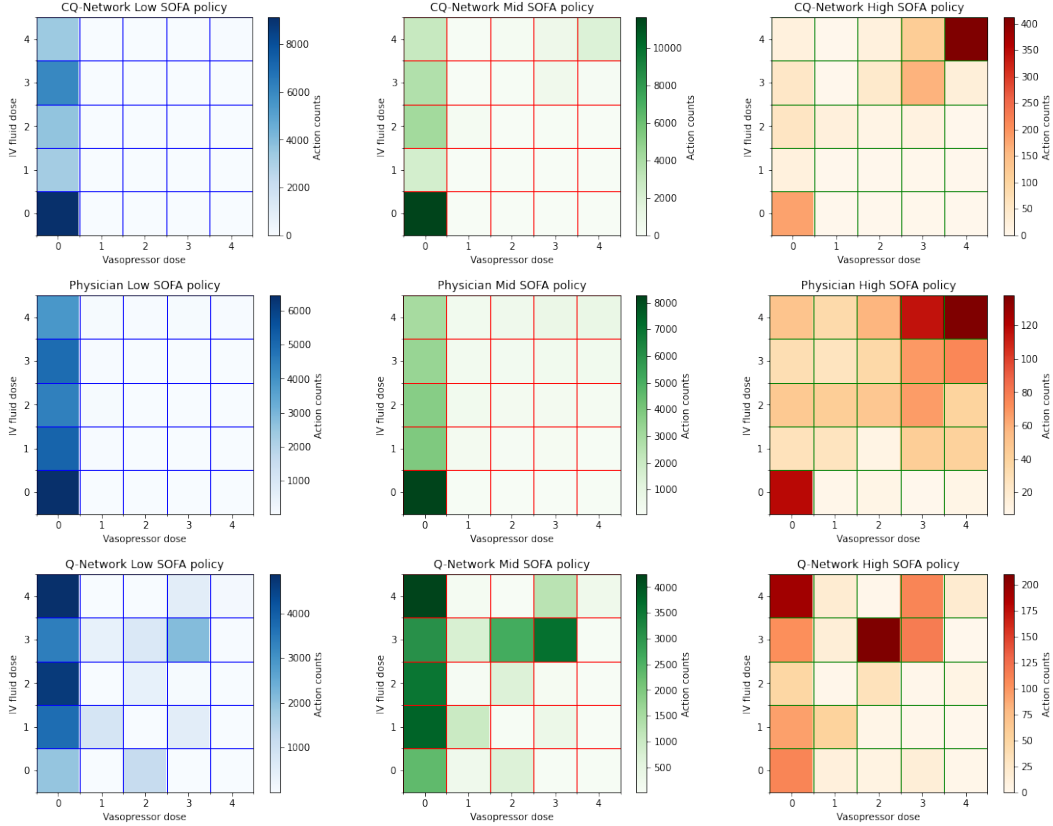 CQ-Network Low SOFA policy
IV fluid dose
4
3
2
1
0
0 1 2 3 4
Vasopressor dose
8000
6000
4000
2000
0
Action counts
CQ-Network Mid SOFA policy
IV fluid dose
4
3
2
1
0
0 1 2 3 4
Vasopressor dose
10000
8000
6000
4000
2000
0
Action counts
CQ-Network High SOFA policy
IV fluid dose
4
3
2
1
0
0 1 2 3 4
Vasopressor dose
400
350
300
250
200
150
100
50
0
Action counts
Physician Low SOFA policy
IV fluid dose
4
3
2
1
0
0 1 2 3 4
Vasopressor dose
6000
5000
4000
3000
2000
1000
Action counts
Physician Mid SOFA policy
IV fluid dose
4
3
2
1
0
0 1 2 3 4
Vasopressor dose
8000
7000
6000
5000
4000
3000
2000
1000
Action counts
Physician High SOFA policy
IV fluid dose
4
3
2
1
0
0 1 2 3 4
Vasopressor dose
120
100
80
60
40
20
Action counts
Q-Network Low SOFA policy
IV fluid dose
4
3
2
1
0
0 1 2 3 4
Vasopressor dose
4000
3000
2000
1000
Action counts
Q-Network Mid SOFA policy
IV fluid dose
4
3
2
1
0
0 1 2 3 4
Vasopressor dose
4000
3500
3000
2500
2000
1500
1000
500
Action counts
Q-Network High SOFA policy
IV fluid dose
4
3
2
1
0
0 1 2 3 4
Vasopressor dose
200
175
150
125
100
75
50
25
0
Action counts